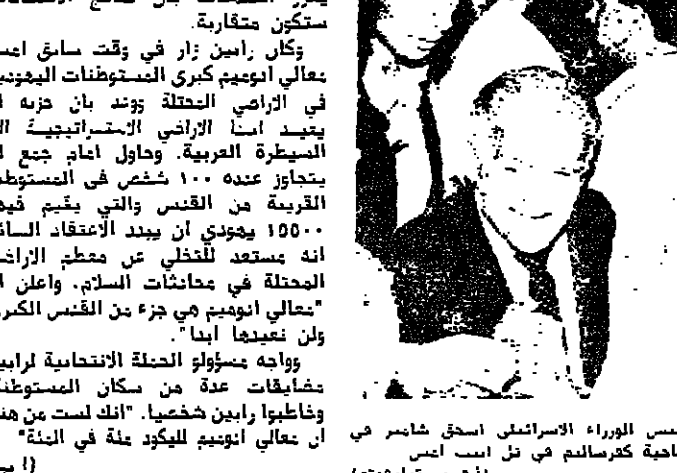 ستكون متقاربة.
وكان رابين زار في وقت سابق امس
معالي ادوميم كبرى المستوطنات اليهودية
في الاراضي المحتلة ووعد بان حزبه
يعيد ابدا الاراضي الاستراتيجية
السيطرة العربية. وحاول امام جمع
يتجاوز عدده ١٠٠ شخص في المستوطنة
القريبة من القدس والتي يقيم فيها
١٥٥٠٠ يهودي ان يبدد الاعتقاد السائد
انه مستعد للتخلي عن معظم الاراضي
المحتلة في محادثات السلام. واعلن
"معالي ادوميم هي جزء من القدس الكبرى
ولن نعيدها ابدا".
وواجه مسؤولو الحملة الانتخابية لرابين
مضايقات عدة من سكان المستوطنة
وخاطبوا رابين شخصيا. "انك لست من هنا
ان معالي ادوميم لليكود مئة في المئة"
الوزراء الاسرائيلي اسحق شامير في
كفرسالم في تل ابيب امس